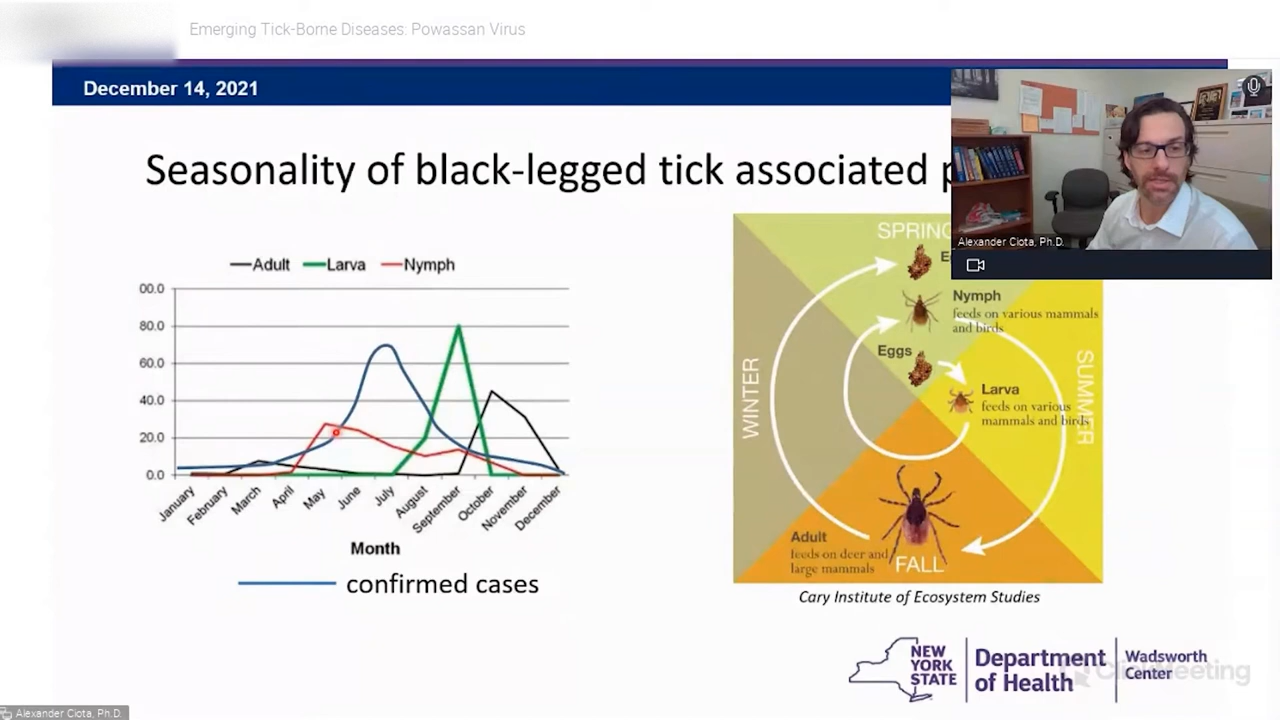 Emerging Tick-Borne Diseases: Powassan Virus
December 14, 2021
Seasonality of black-legged tick associated
Alexander Ciota, Ph.D.
Adult Larva Nymph
00.0
80.0
60.0
40.0
20.0
0.0
January
February
March
April
May
June
July
August
September
October
November
December
Month
confirmed cases
SPRING
Nymph
feeds on various mammals
and birds
Eggs
Larva
feeds on various
mammals and birds
SUMMER
WINTER
Adult
feeds on deer and
large mammals
FALL
Cary Institute of Ecosystem Studies
NEW
YORK
STATE
Department
of Health
Wadsworth
Center
ClickMeeting
Alexander Ciota, Ph.D.